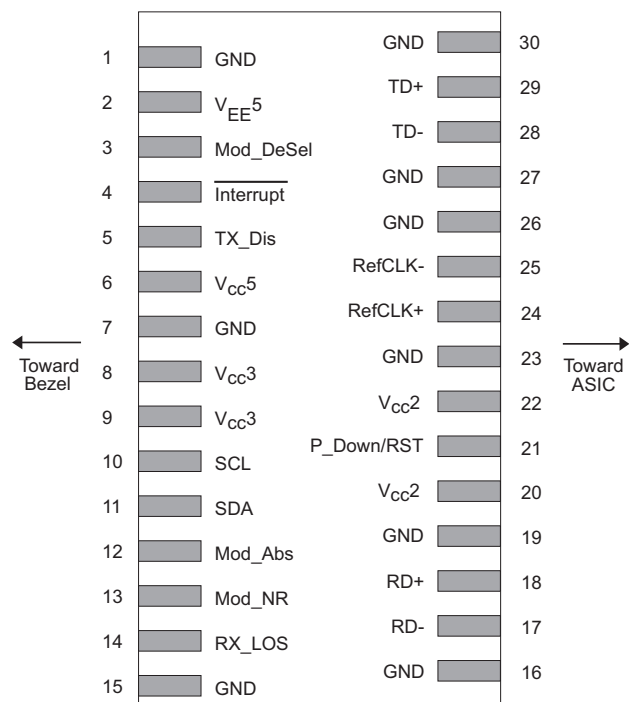 1 GND
2 VEE5
3 Mod_DeSel
4 Interrupt
5 TX_Dis
6 VCC5
7 GND
8 VCC3
9 VCC3
10 SCL
11 SDA
12 Mod_Abs
13 Mod_NR
14 RX_LOS
15 GND
GND 30
TD+ 29
TD- 28
GND 27
GND 26
RefCLK- 25
RefCLK+ 24
GND 23
VCC2 22
P_Down/RST 21
VCC2 20
GND 19
RD+ 18
RD- 17
GND 16
Toward
Bezel
Toward
ASIC